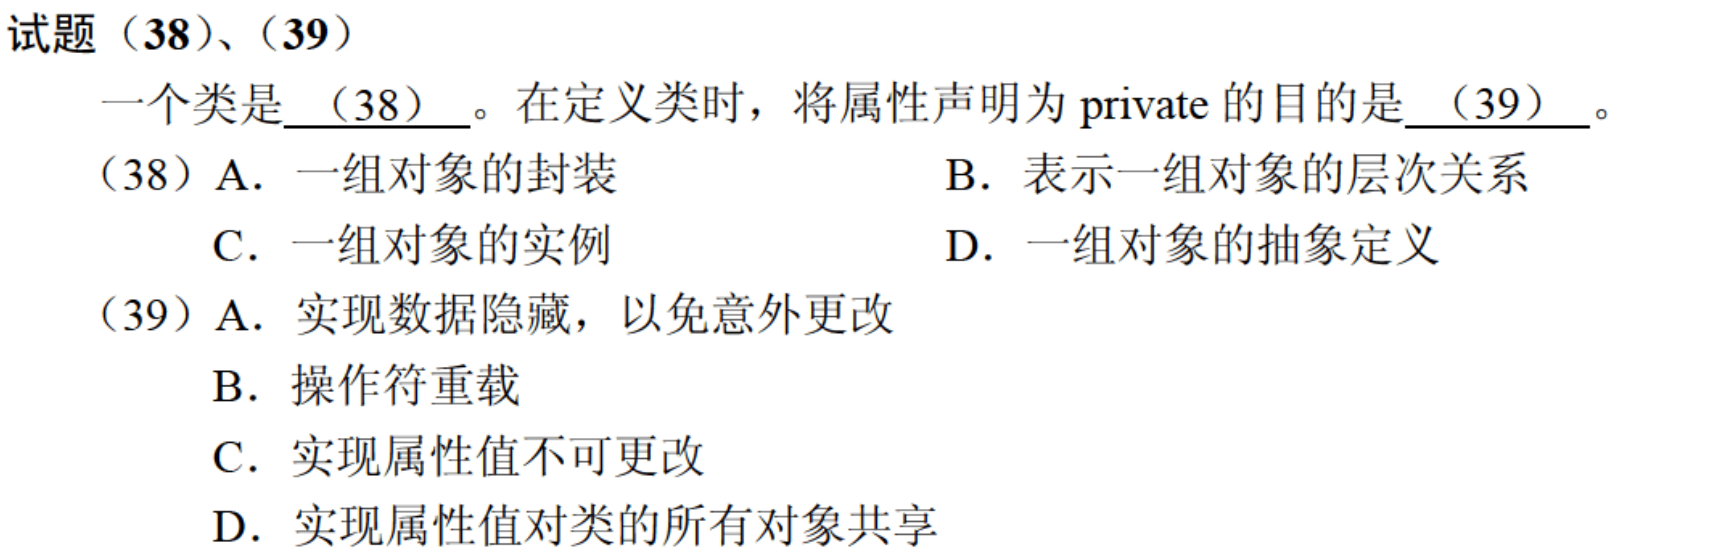 试题（38）、（39）
一个类是 （38） 。在定义类时，将属性声明为 private 的目的是 （39） 。
（38）A．一组对象的封装 B．表示一组对象的层次关系
C．一组对象的实例 D．一组对象的抽象定义
（39）A．实现数据隐藏，以免意外更改
B．操作符重载
C．实现属性值不可更改
D．实现属性值对类的所有对象共享